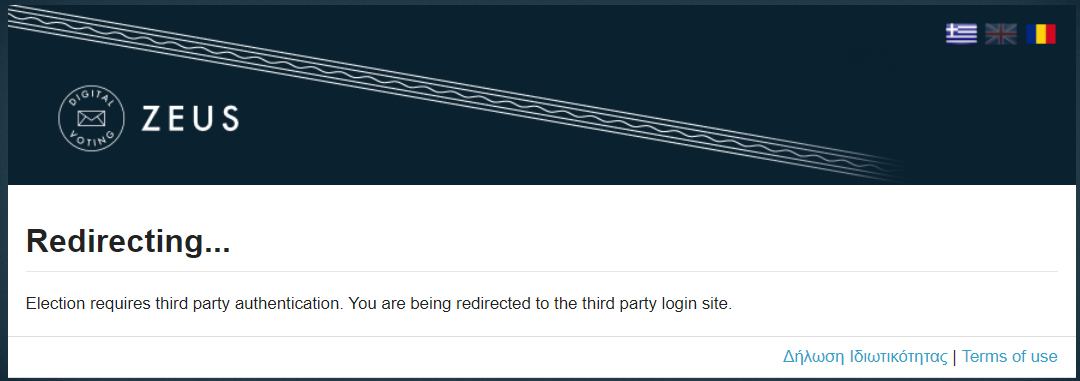 DIGITAL
VOTING
ZEUS
Redirecting...
Election requires third party authentication. You are being redirected to the third party login site.
Δήλωση Ιδιωτικότητας | Terms of use